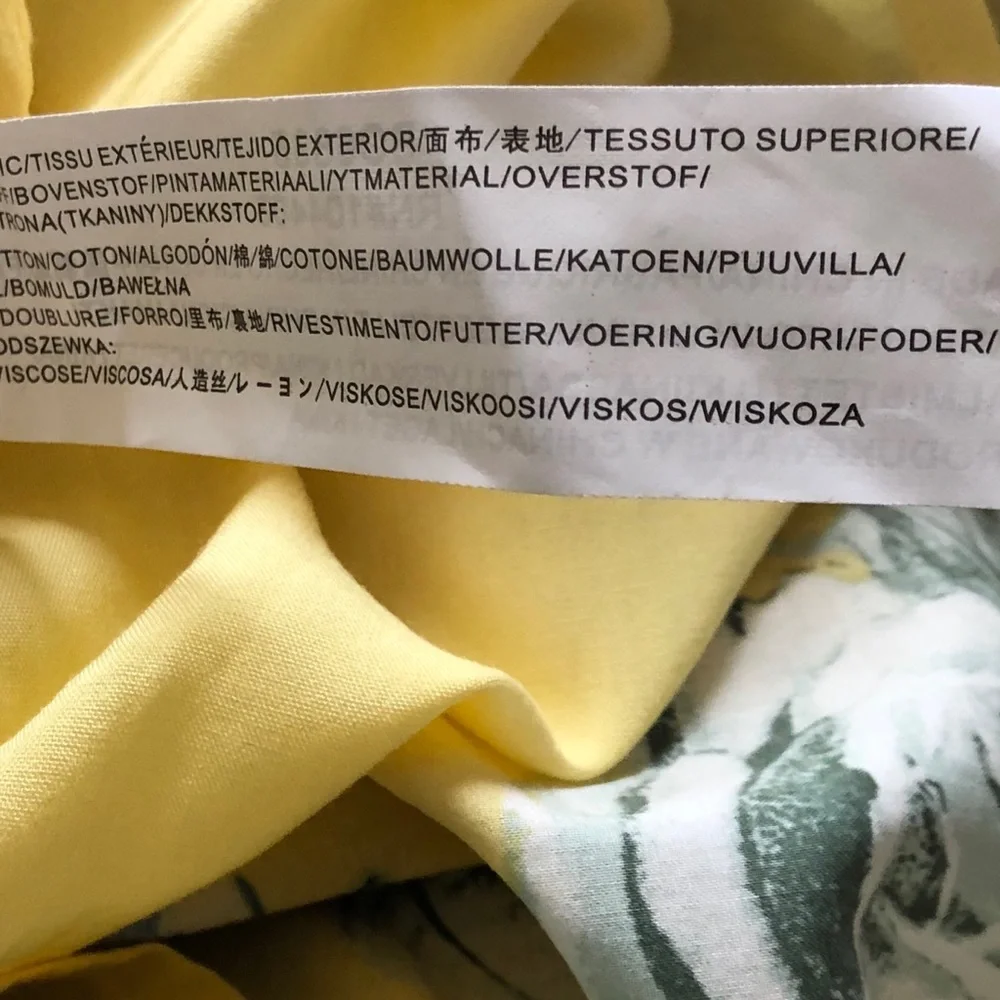 IC/TISSU EXTÉRIEUR/TEJIDO EXTERIOR/面布/表地/TESSUTO SUPERIORE/
/BOVENSTOF/PINTAMATERIAALI/YTMATERIAL/OVERSTOF/
TRONA(TKANINY)/DEKKSTOFF:
TTON/COTON/ALGODÓN/棉/綿/COTONE/BAUMWOLLE/KATOEN/PUUVILLA/
/BOMULD/BAWEŁNA
DOUBLURE/FORRO/里布/裏地/RIVESTIMENTO/FUTTER/VOERING/VUORI/FODER/
ODSZEWKA:
VISCOSE/VISCOSA/人造丝/レーヨン/VISKOSE/VISKOOSI/VISKOS/WISKOZA